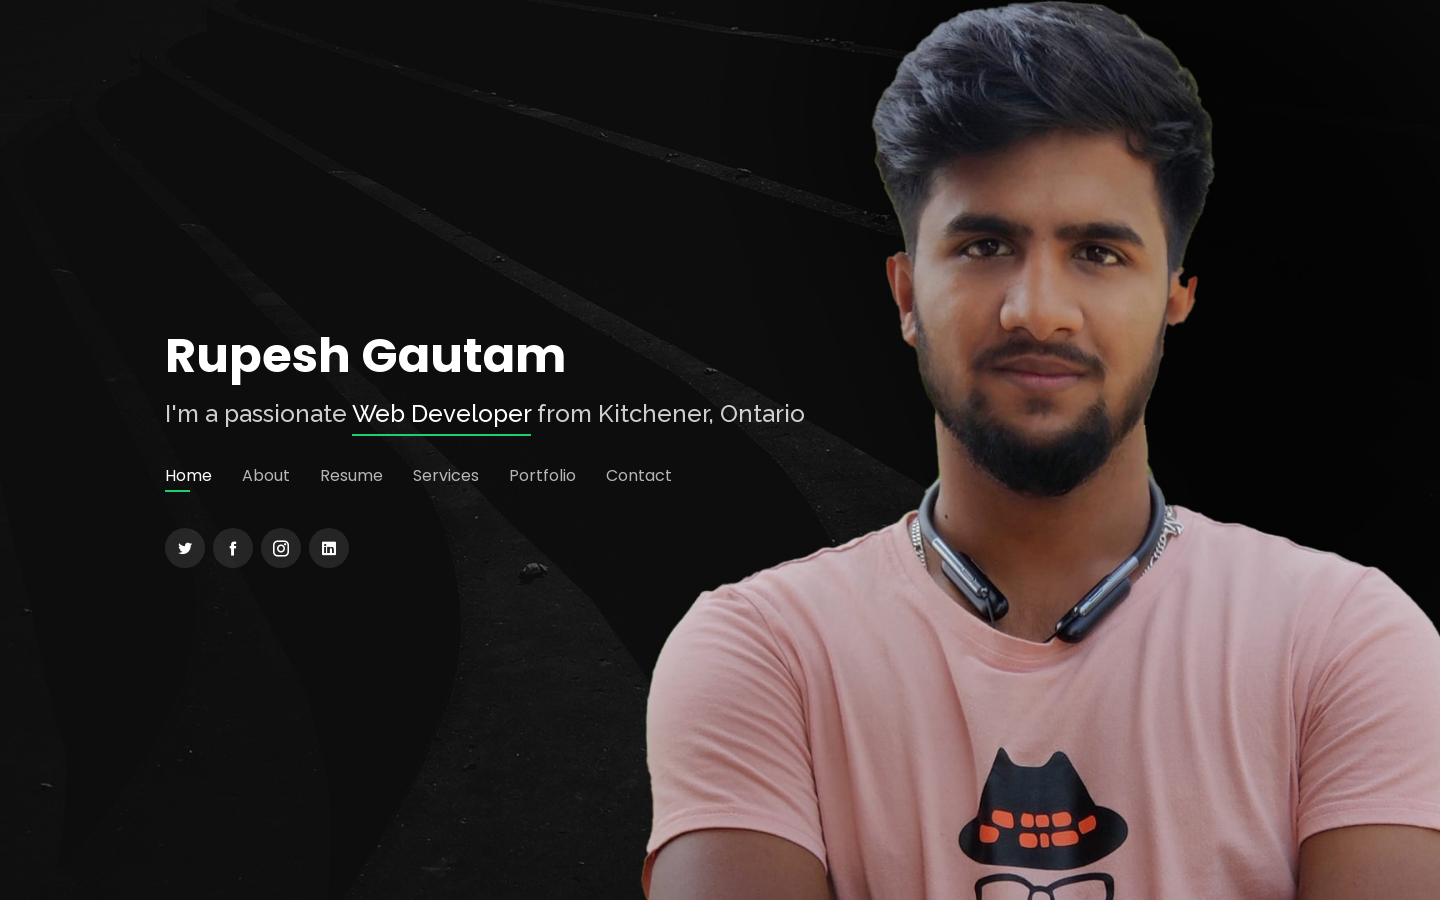 Rupesh Gautam
I'm a passionate Web Developer from Kitchener, Ontario
Home About Resume Services Portfolio Contact